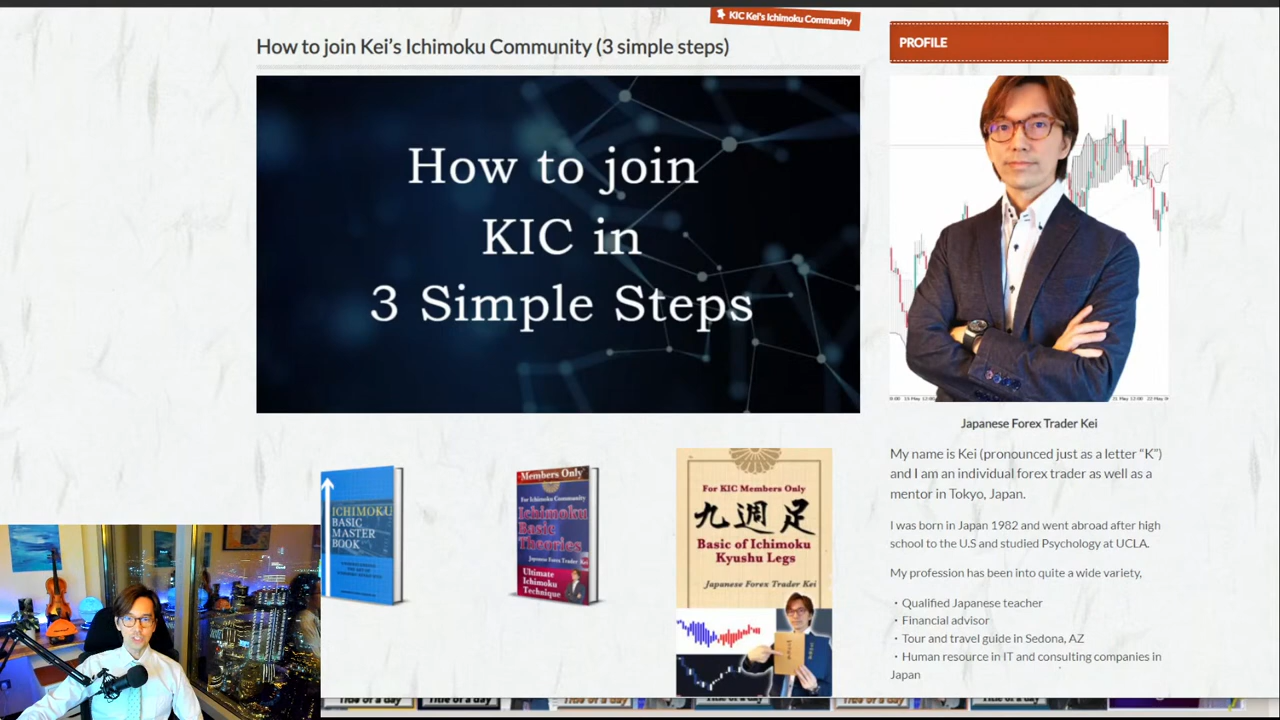 KIC Kei's Ichimoku Community
How to join Kei's Ichimoku Community (3 simple steps)
How to join
KIC in
3 Simple Steps
ICHIMOKU
BASIC
MASTER
BOOK
Members Only
For Ichimoku Community
Ichimoku
Basic
Theories
Japanese Forex Trader Kei
Ultimate
Ichimoku
Technique
For KIC Members Only
九週足
Basic of Ichimoku
Kyushu Legs
Japanese Forex Trader Kei
PROFILE
Japanese Forex Trader Kei
My name is Kei (pronounced just as a letter "K")
and I am an individual forex trader as well as a
mentor in Tokyo, Japan.
I was born in Japan 1982 and went abroad after high
school to the U.S and studied Psychology at UCLA.
My profession has been into quite a wide variety,
・Qualified Japanese teacher
・Financial advisor
・Tour and travel guide in Sedona, AZ
・Human resource in IT and consulting companies in
Japan